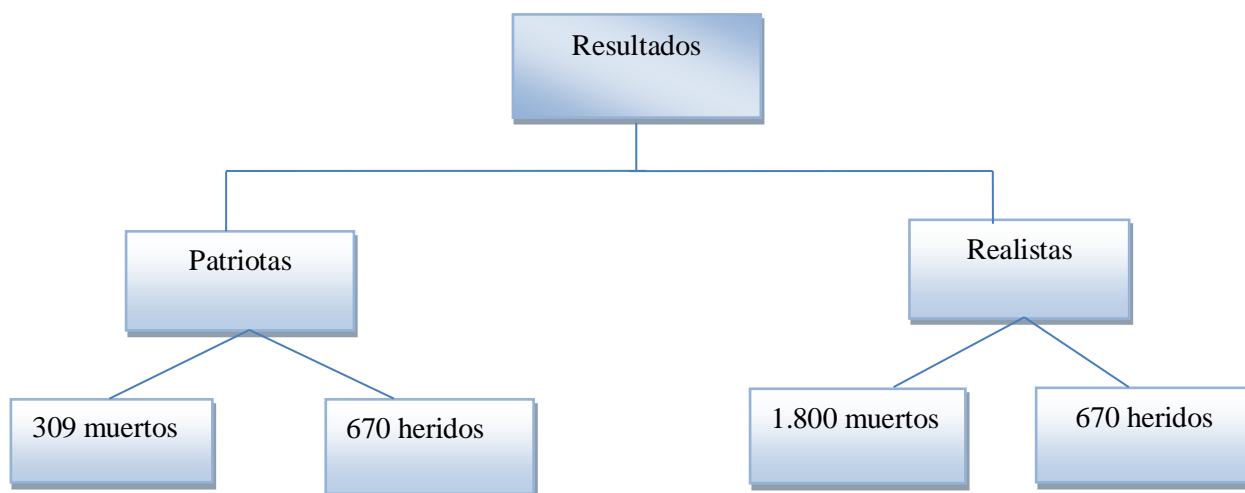 Resultados
Patriotas
Realistas
309 muertos
670 heridos
1.800 muertos
670 heridos